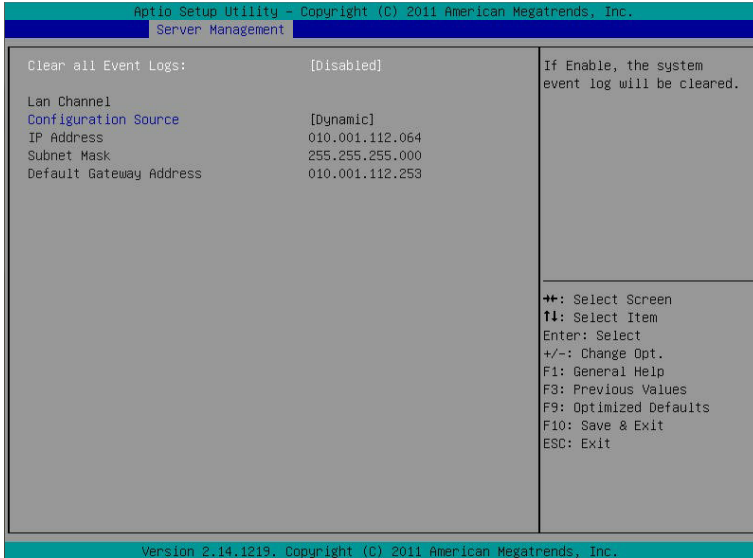 Aptio Setup Utility - Copyright (C) 2011 American Megatrends, Inc.
Server Management
Clear all Event Logs: [Disabled]
Lan Channel
Configuration Source [Dynamic]
IP Address 010.001.112.064
Subnet Mask 255.255.255.000
Default Gateway Address 010.001.112.253
If Enable, the system
event log will be cleared.
→←: Select Screen
↑↓: Select Item
Enter: Select
+/-: Change Opt.
F1: General Help
F3: Previous Values
F9: Optimized Defaults
F10: Save & Exit
ESC: Exit
Version 2.14.1219. Copyright (C) 2011 American Megatrends, Inc.